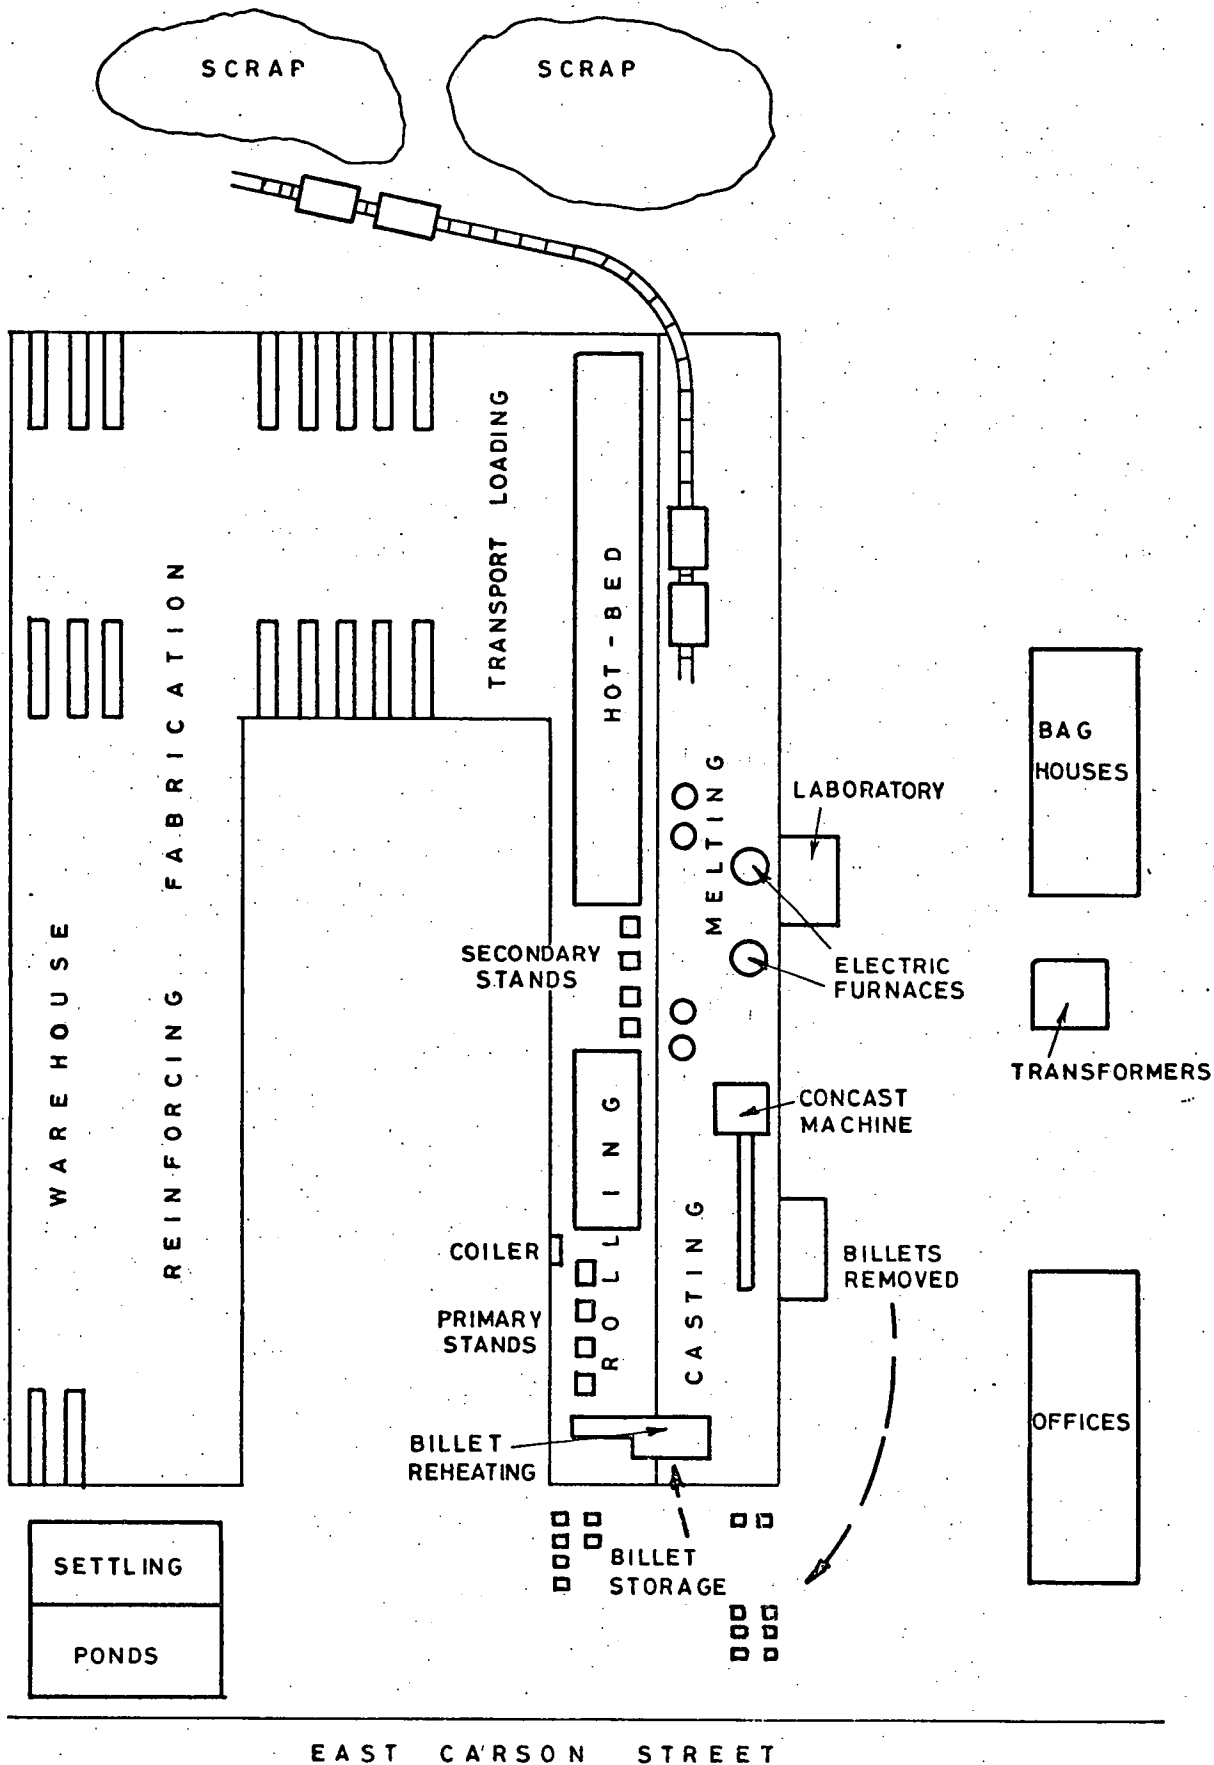 SCRAP
SCRAP
TRANSPORT LOADING
HOT-BED
REINFORCING FABRICATION
WAREHOUSE
MELTING
BAG
HOUSES
LABORATORY
SECONDARY
STANDS
ELECTRIC
FURNACES
TRANSFORMERS
CONCAST
MACHINE
ROLLING
CASTING
COILER
BILLETS
REMOVED
PRIMARY
STANDS
OFFICES
BILLET
REHEATING
BILLET
STORAGE
SETTLING
PONDS
EAST CARSON STREET